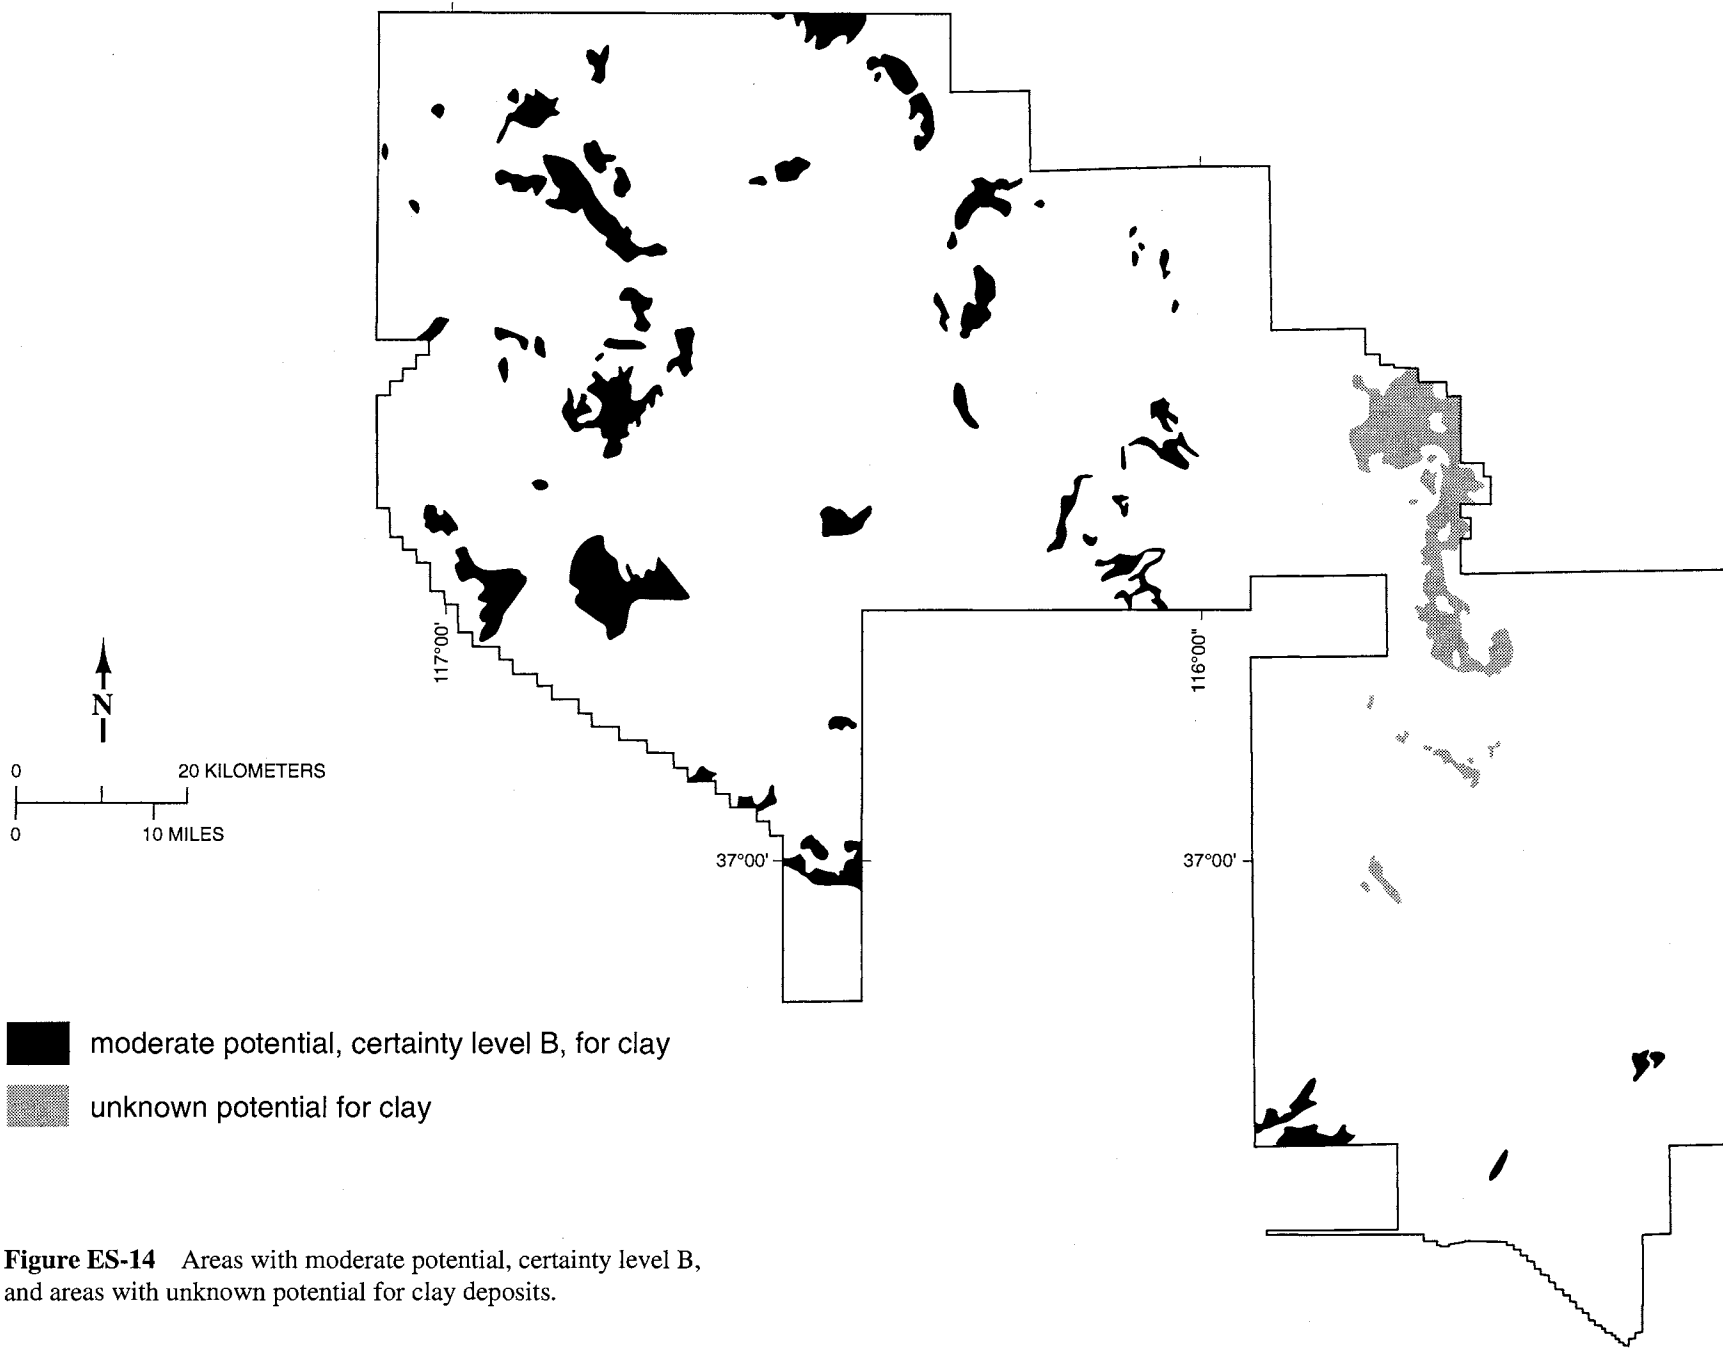 117°00'
116°00"
N
0 20 KILOMETERS
0 10 MILES
37°00'
37°00'
moderate potential, certainty level B, for clay
unknown potential for clay
Figure ES-14 Areas with moderate potential, certainty level B,
and areas with unknown potential for clay deposits.